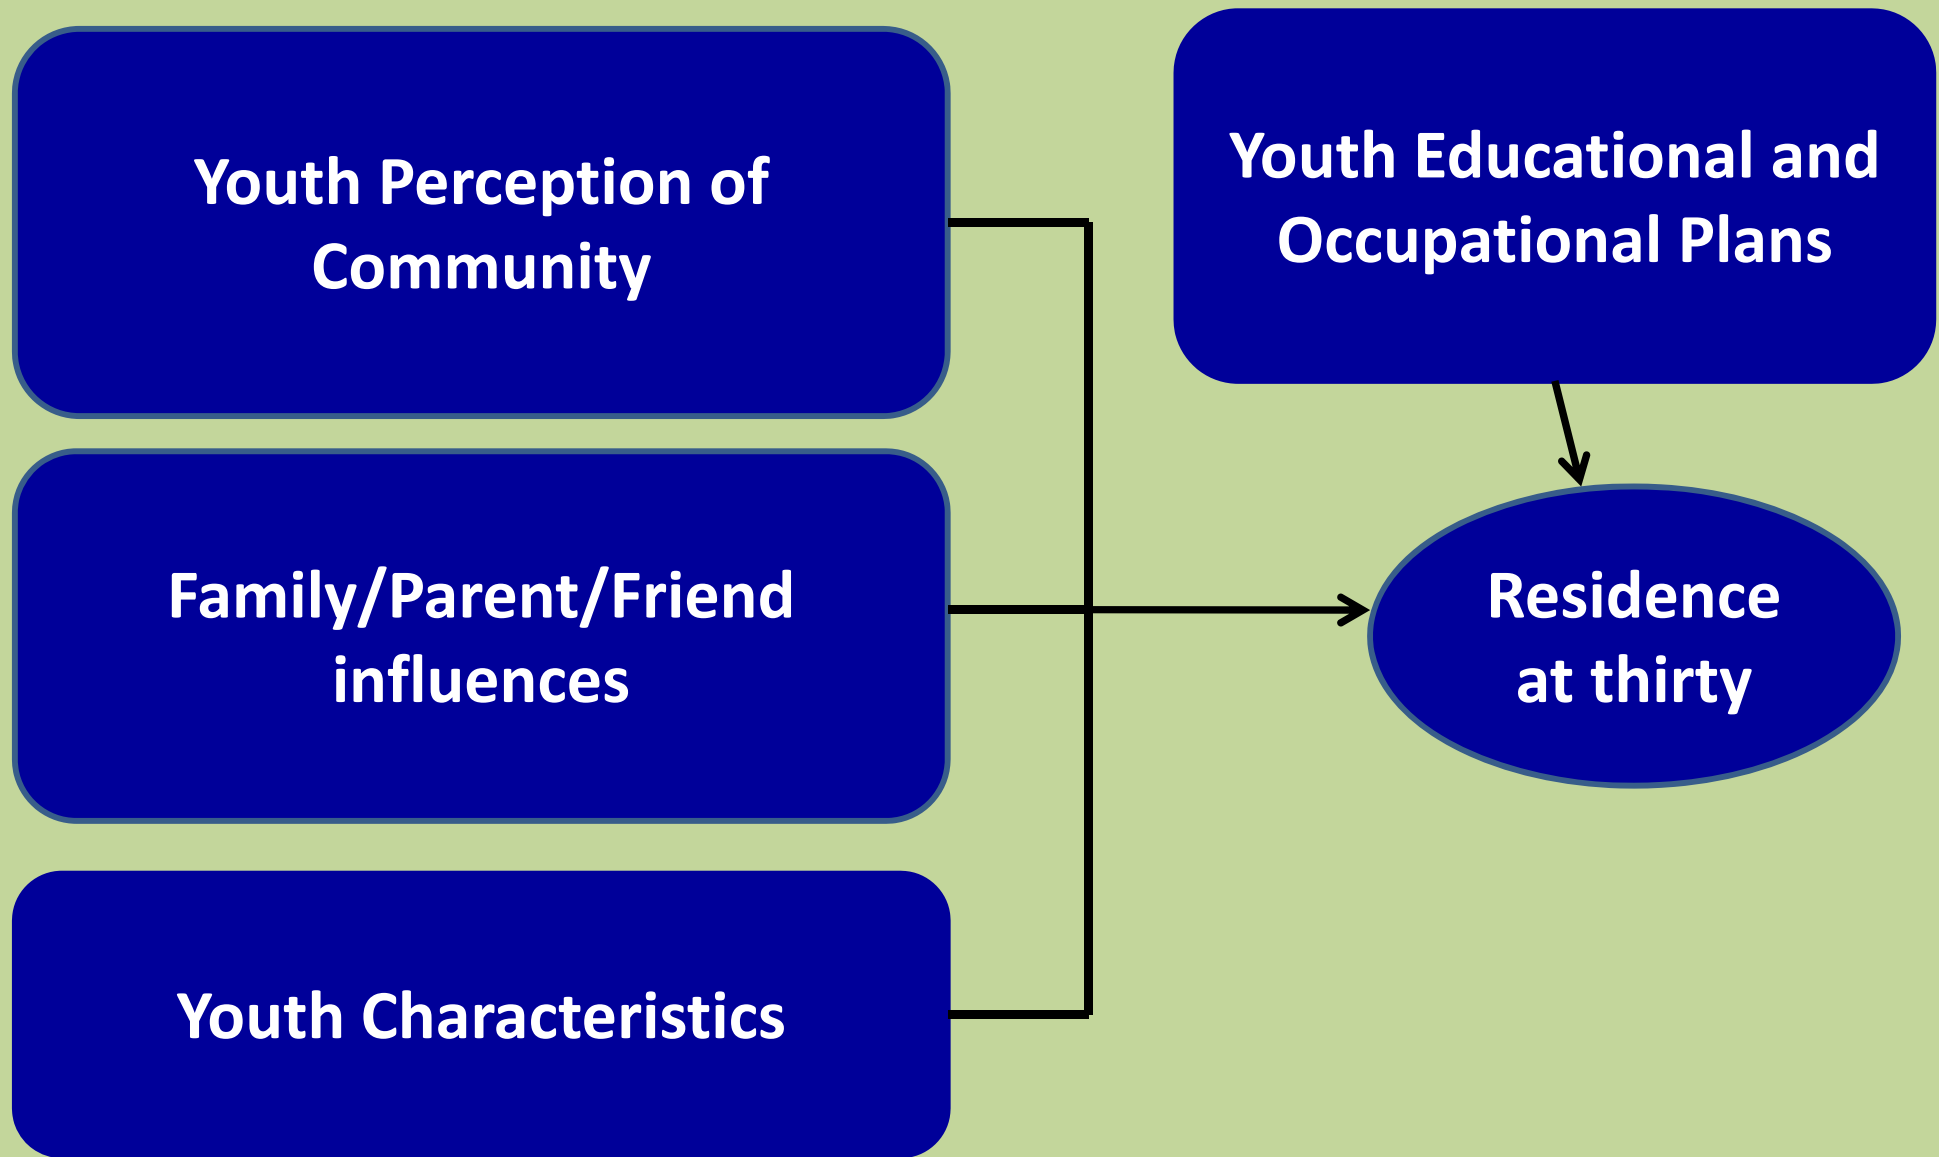 Youth Perception of
Community
Youth Educational and
Occupational Plans
Family/Parent/Friend
influences
Residence
at thirty
Youth Characteristics